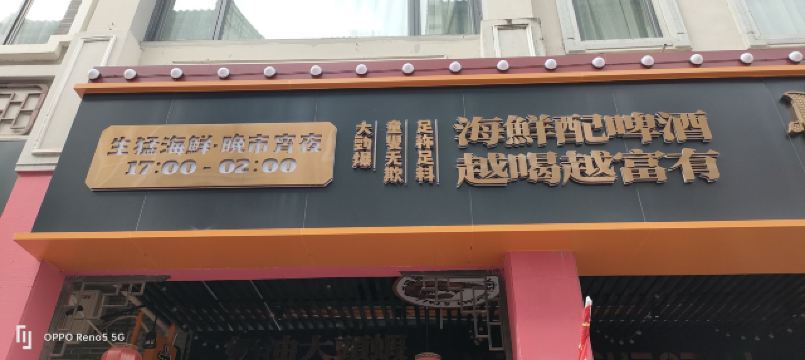 生猛海鲜·晚市宵夜
17:00 - 02:00
大劲爆
童叟无欺
足秤足料
海鲜配啤酒
越喝越富有
OPPO Reno5 5G